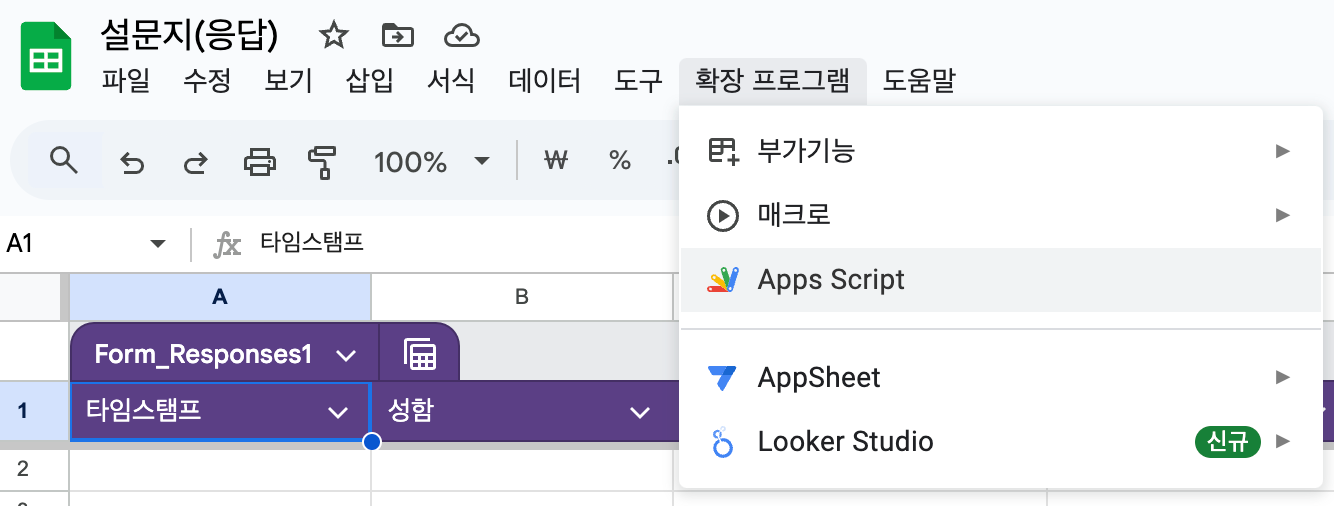 설문지(응답)
파일 수정 보기 삽입 서식 데이터 도구 확장 프로그램 도움말
100% ₩ % .0
부가기능
매크로
Apps Script
AppSheet
Looker Studio 신규
A1 fx 타임스탬프
A B
Form_Responses1
1 타임스탬프 성함
2